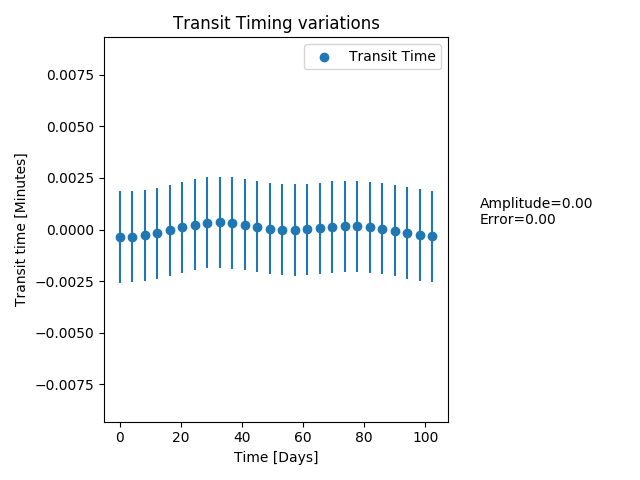 Transit Timing variations
Transit Time
0.0075
0.0050
0.0025
0.0000
−0.0025
−0.0050
−0.0075
Transit time [Minutes]
Amplitude=0.00
Error=0.00
0 20 40 60 80 100
Time [Days]